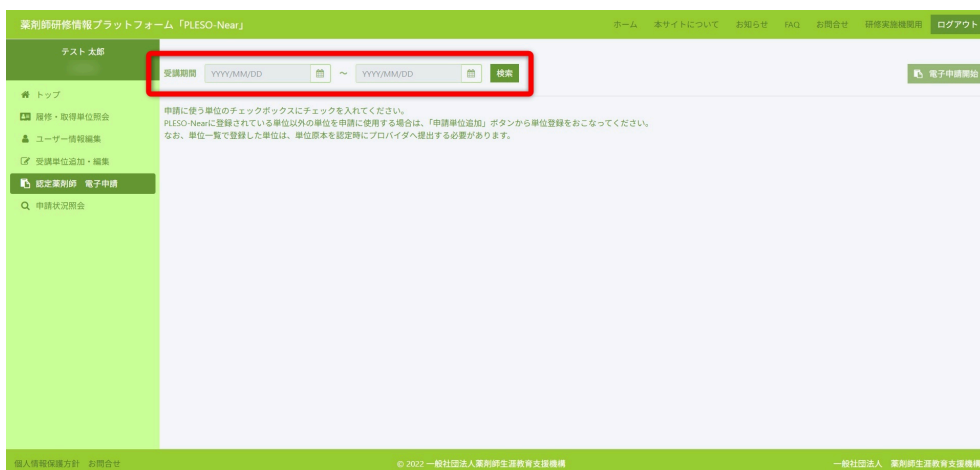 薬剤師研修情報プラットフォーム「PLESO-Near」
ホーム 本サイトについて お知らせ FAQ お問合せ 研修実施機関用 ログアウト
テスト 太郎
トップ
履修・取得単位照会
ユーザー情報編集
受講単位追加・編集
認定薬剤師 電子申請
申請状況照会
受講期間 YYYY/MM/DD ～ YYYY/MM/DD 検索
電子申請開始
申請に使う単位のチェックボックスにチェックを入れてください。
PLESO-Nearに登録されている単位以外の単位を申請に使用する場合は、「申請単位追加」ボタンから単位登録をおこなってください。
なお、単位一覧で登録した単位は、単位原本を認定時にプロバイダへ提出する必要があります。
個人情報保護方針 お問合せ
© 2022 一般社団法人薬剤師生涯教育支援機構
一般社団法人 薬剤師生涯教育支援機構